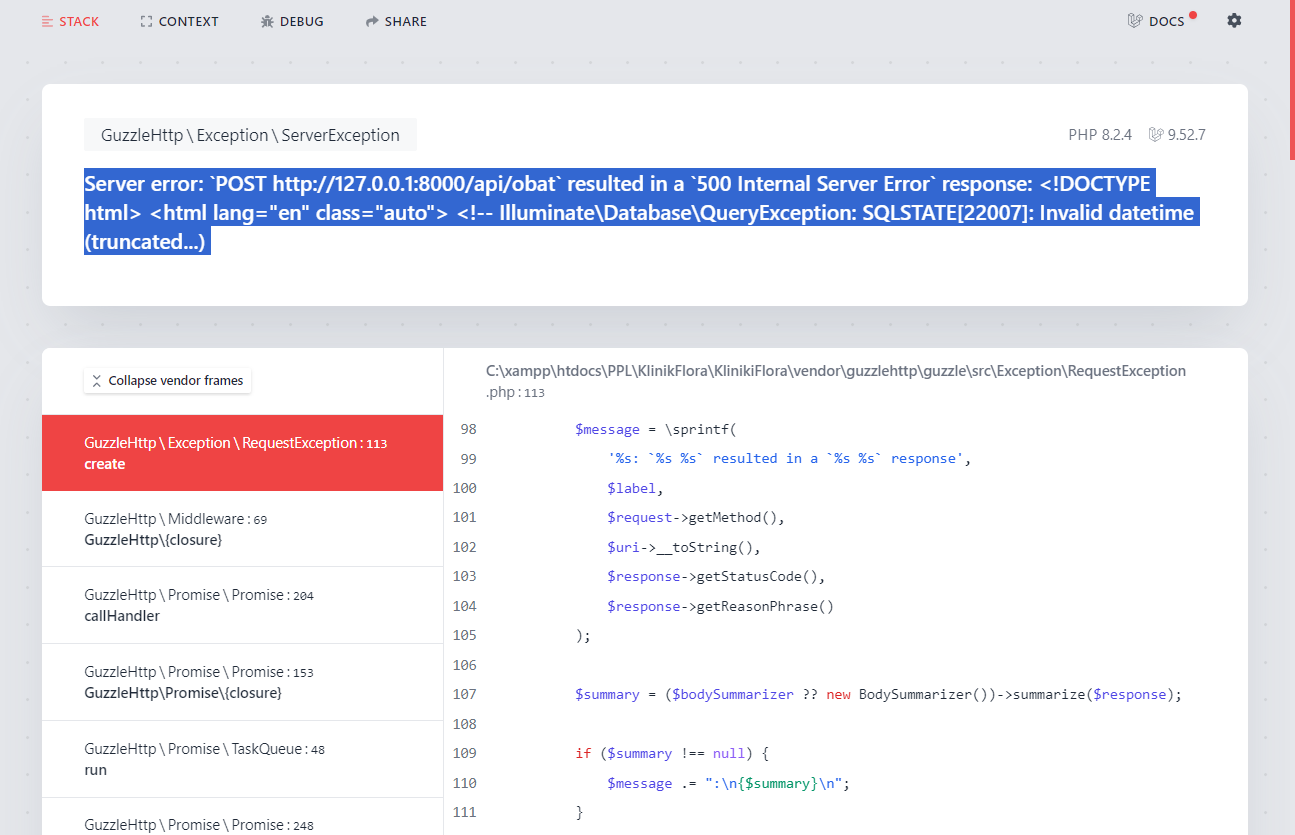 STACK CONTEXT DEBUG SHARE DOCS
GuzzleHttp \ Exception \ ServerException
PHP 8.2.4 9.52.7
Server error: `POST http://127.0.0.1:8000/api/obat` resulted in a `500 Internal Server Error` response: <!DOCTYPE
html> <html lang="en" class="auto"> <!-- Illuminate\Database\QueryException: SQLSTATE[22007]: Invalid datetime
(truncated...)
Collapse vendor frames
GuzzleHttp \ Exception \ RequestException : 113
create
GuzzleHttp \ Middleware : 69
GuzzleHttp\{closure}
GuzzleHttp \ Promise \ Promise : 204
callHandler
GuzzleHttp \ Promise \ Promise : 153
GuzzleHttp\Promise\{closure}
GuzzleHttp \ Promise \ TaskQueue : 48
run
GuzzleHttp \ Promise \ Promise : 248
C:\xampp\htdocs\PPL\KlinikFlora\KlinikiFlora\vendor\guzzlehttp\guzzle\src\Exception\RequestException
.php : 113
98 $message = \sprintf(
99 '%s: `%s %s` resulted in a `%s %s` response',
100 $label,
101 $request->getMethod(),
102 $uri->__toString(),
103 $response->getStatusCode(),
104 $response->getReasonPhrase()
105 );
106
107 $summary = ($bodySummarizer ?? new BodySummarizer())->summarize($response);
108
109 if ($summary !== null) {
110 $message .= ":\n{$summary}\n";
111 }